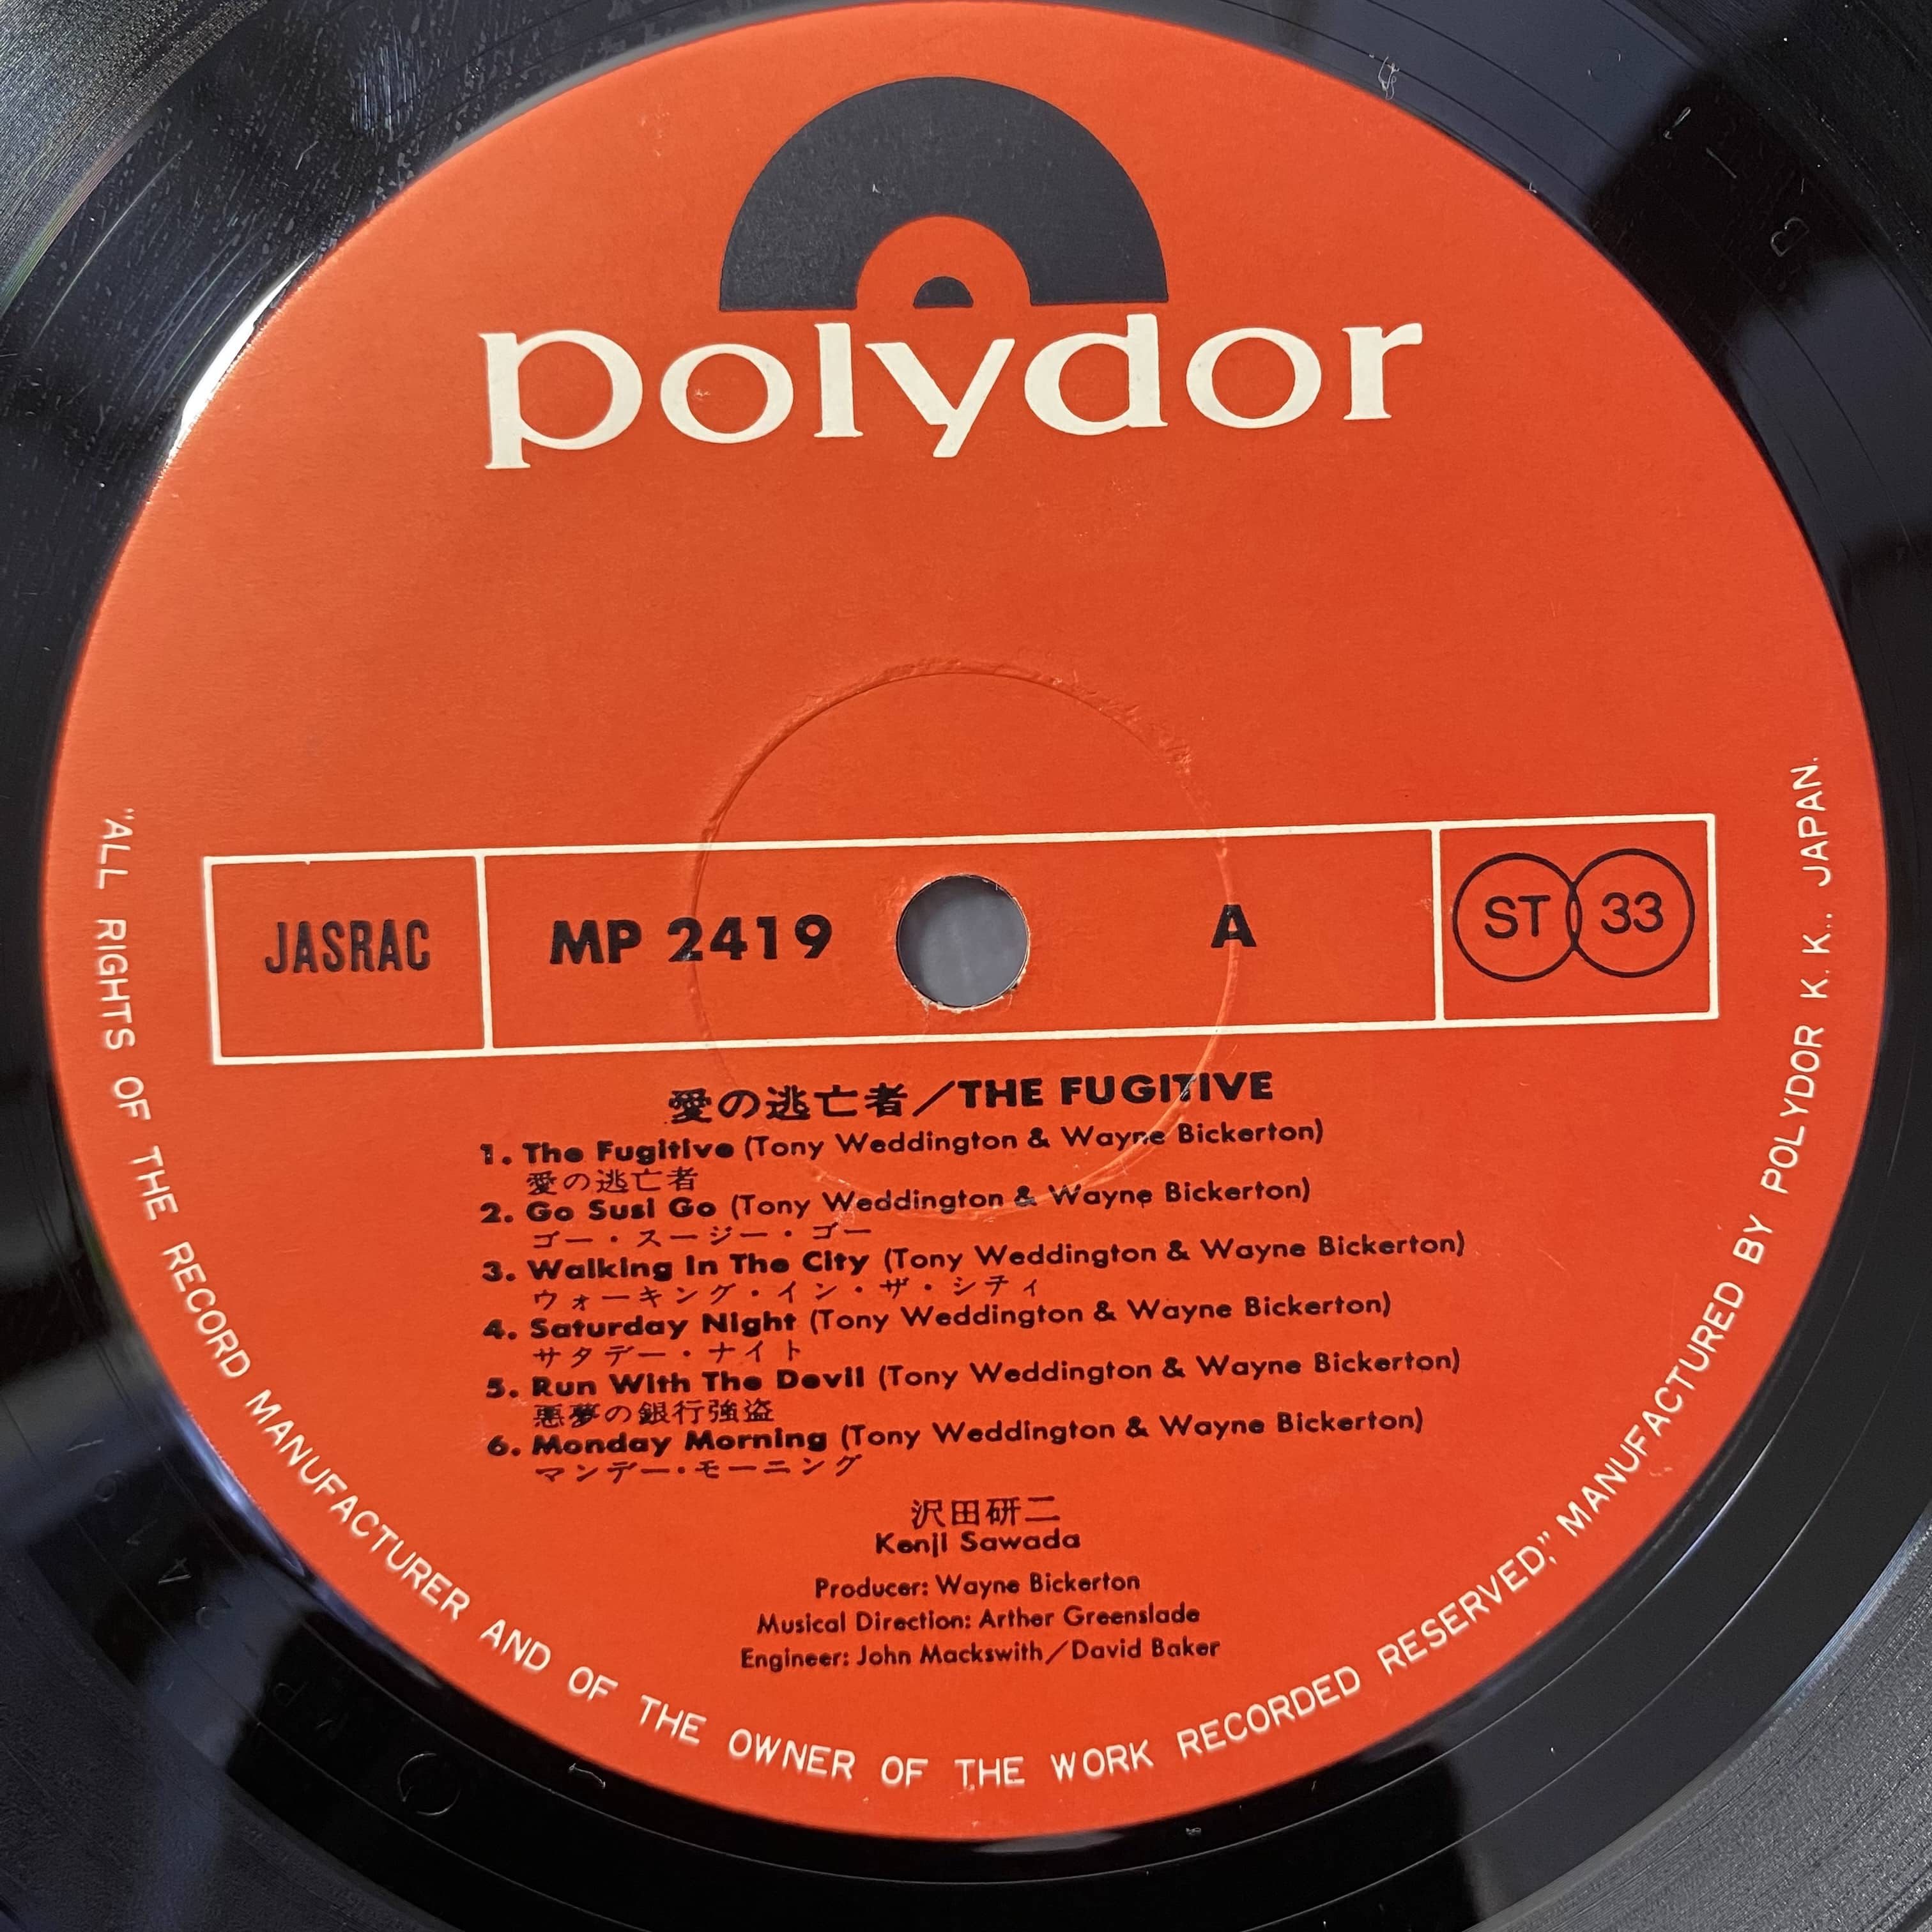 polydor
JASRAC
MP 2419
A
ST 33
愛の逃亡者／THE FUGITIVE
1. The Fugitive (Tony Weddington & Wayne Bickerton)
愛の逃亡者
2. Go Susi Go (Tony Weddington & Wayne Bickerton)
ゴー・スージー・ゴー
3. Walking In The City (Tony Weddington & Wayne Bickerton)
ウォーキング・イン・ザ・シティ
4. Saturday Night (Tony Weddington & Wayne Bickerton)
サタデー・ナイト
5. Run With The Devil (Tony Weddington & Wayne Bickerton)
悪夢の銀行強盗
6. Monday Morning (Tony Weddington & Wayne Bickerton)
マンデー・モーニング
沢田研二
Kenji Sawada
Producer: Wayne Bickerton
Musical Direction: Arther Greenslade
Engineer: John Mackswith／David Baker
"ALL RIGHTS OF THE RECORD MANUFACTURER AND OF THE OWNER OF THE WORK RECORDED RESERVED," MANUFACTURED BY POLYDOR K. K., JAPAN.